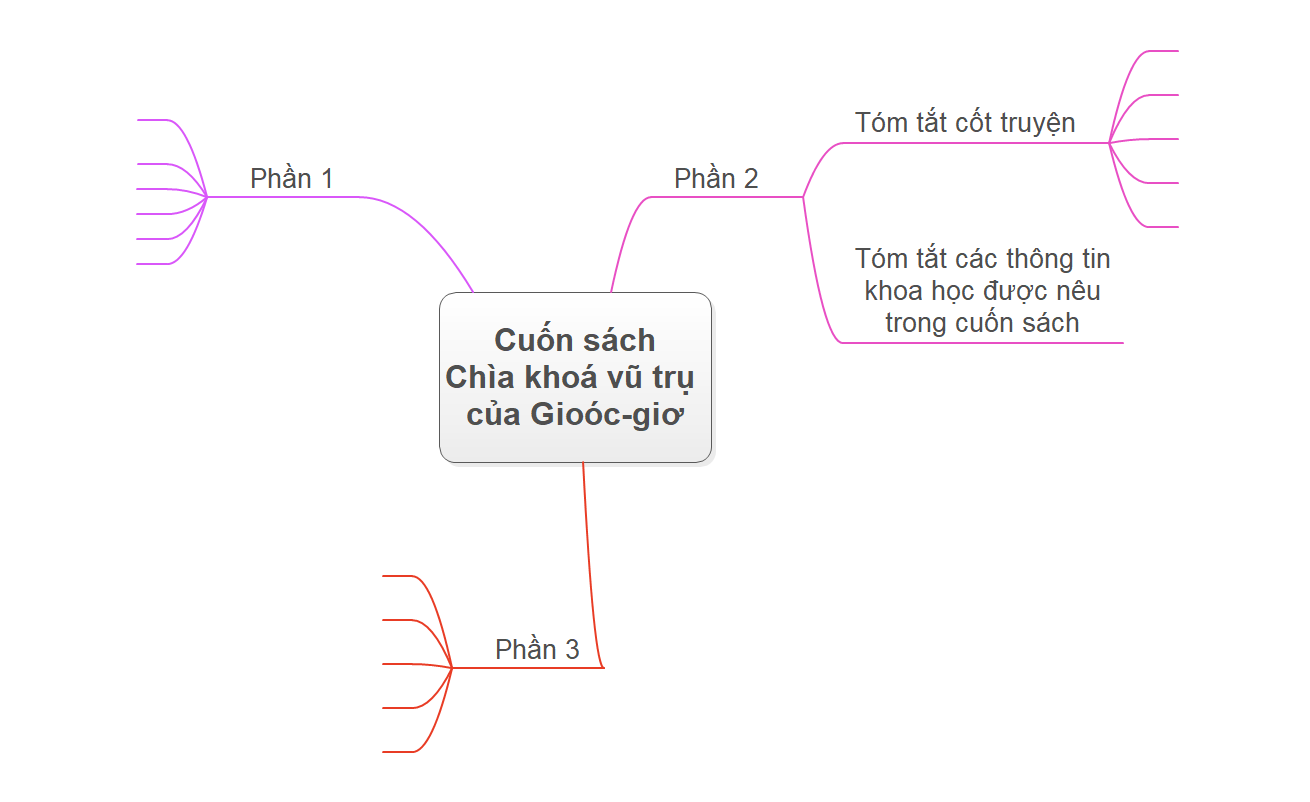 Phần 1
Phần 2
Tóm tắt cốt truyện
Tóm tắt các thông tin
khoa học được nêu
trong cuốn sách
Cuốn sách
Chìa khoá vũ trụ
của Gioóc-giơ
Phần 3